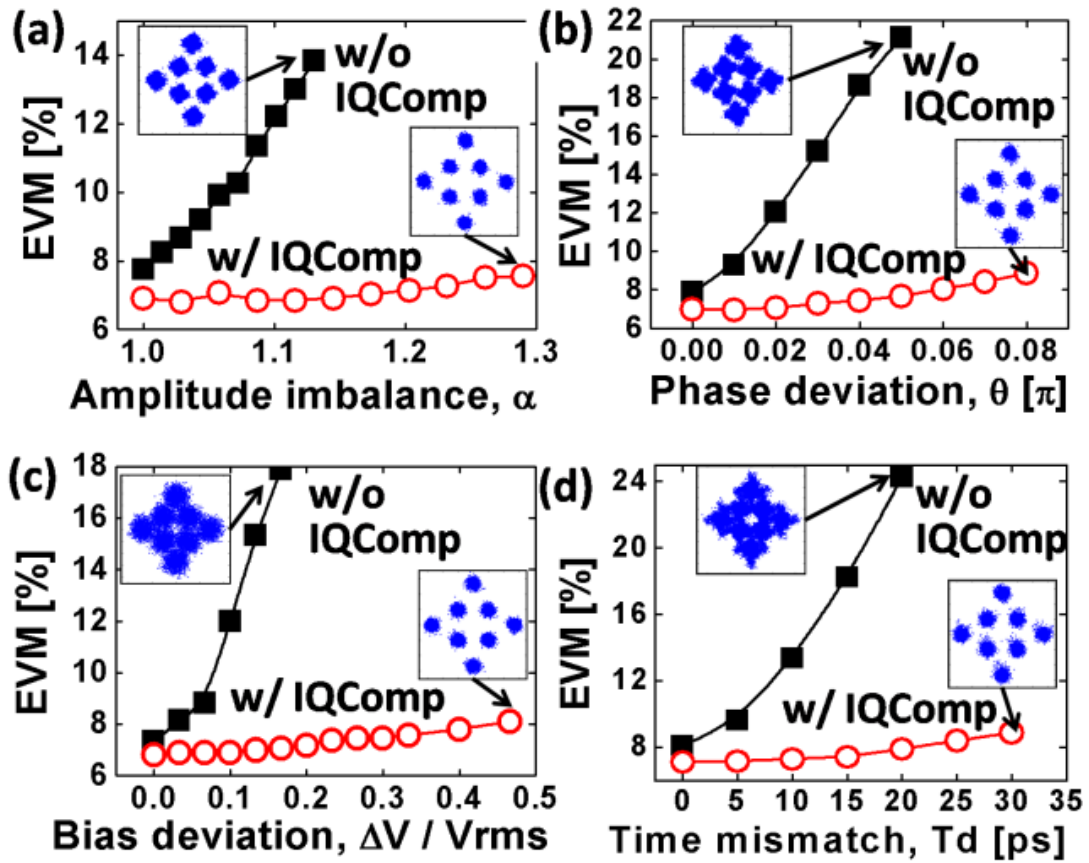 (a)
EVM [%]
14
12
10
8
6
w/o
IQComp
w/ IQComp
1.0 1.1 1.2 1.3
Amplitude imbalance, α
(b)
EVM [%]
22
20
18
16
14
12
10
8
6
w/o
IQComp
w/ IQComp
0.00 0.02 0.04 0.06 0.08
Phase deviation, θ [π]
(c)
EVM [%]
18
16
14
12
10
8
6
w/o
IQComp
w/ IQComp
0.0 0.1 0.2 0.3 0.4 0.5
Bias deviation, ΔV / Vrms
(d)
EVM [%]
24
20
16
12
8
w/o
IQComp
w/ IQComp
0 5 10 15 20 25 30 35
Time mismatch, Td [ps]